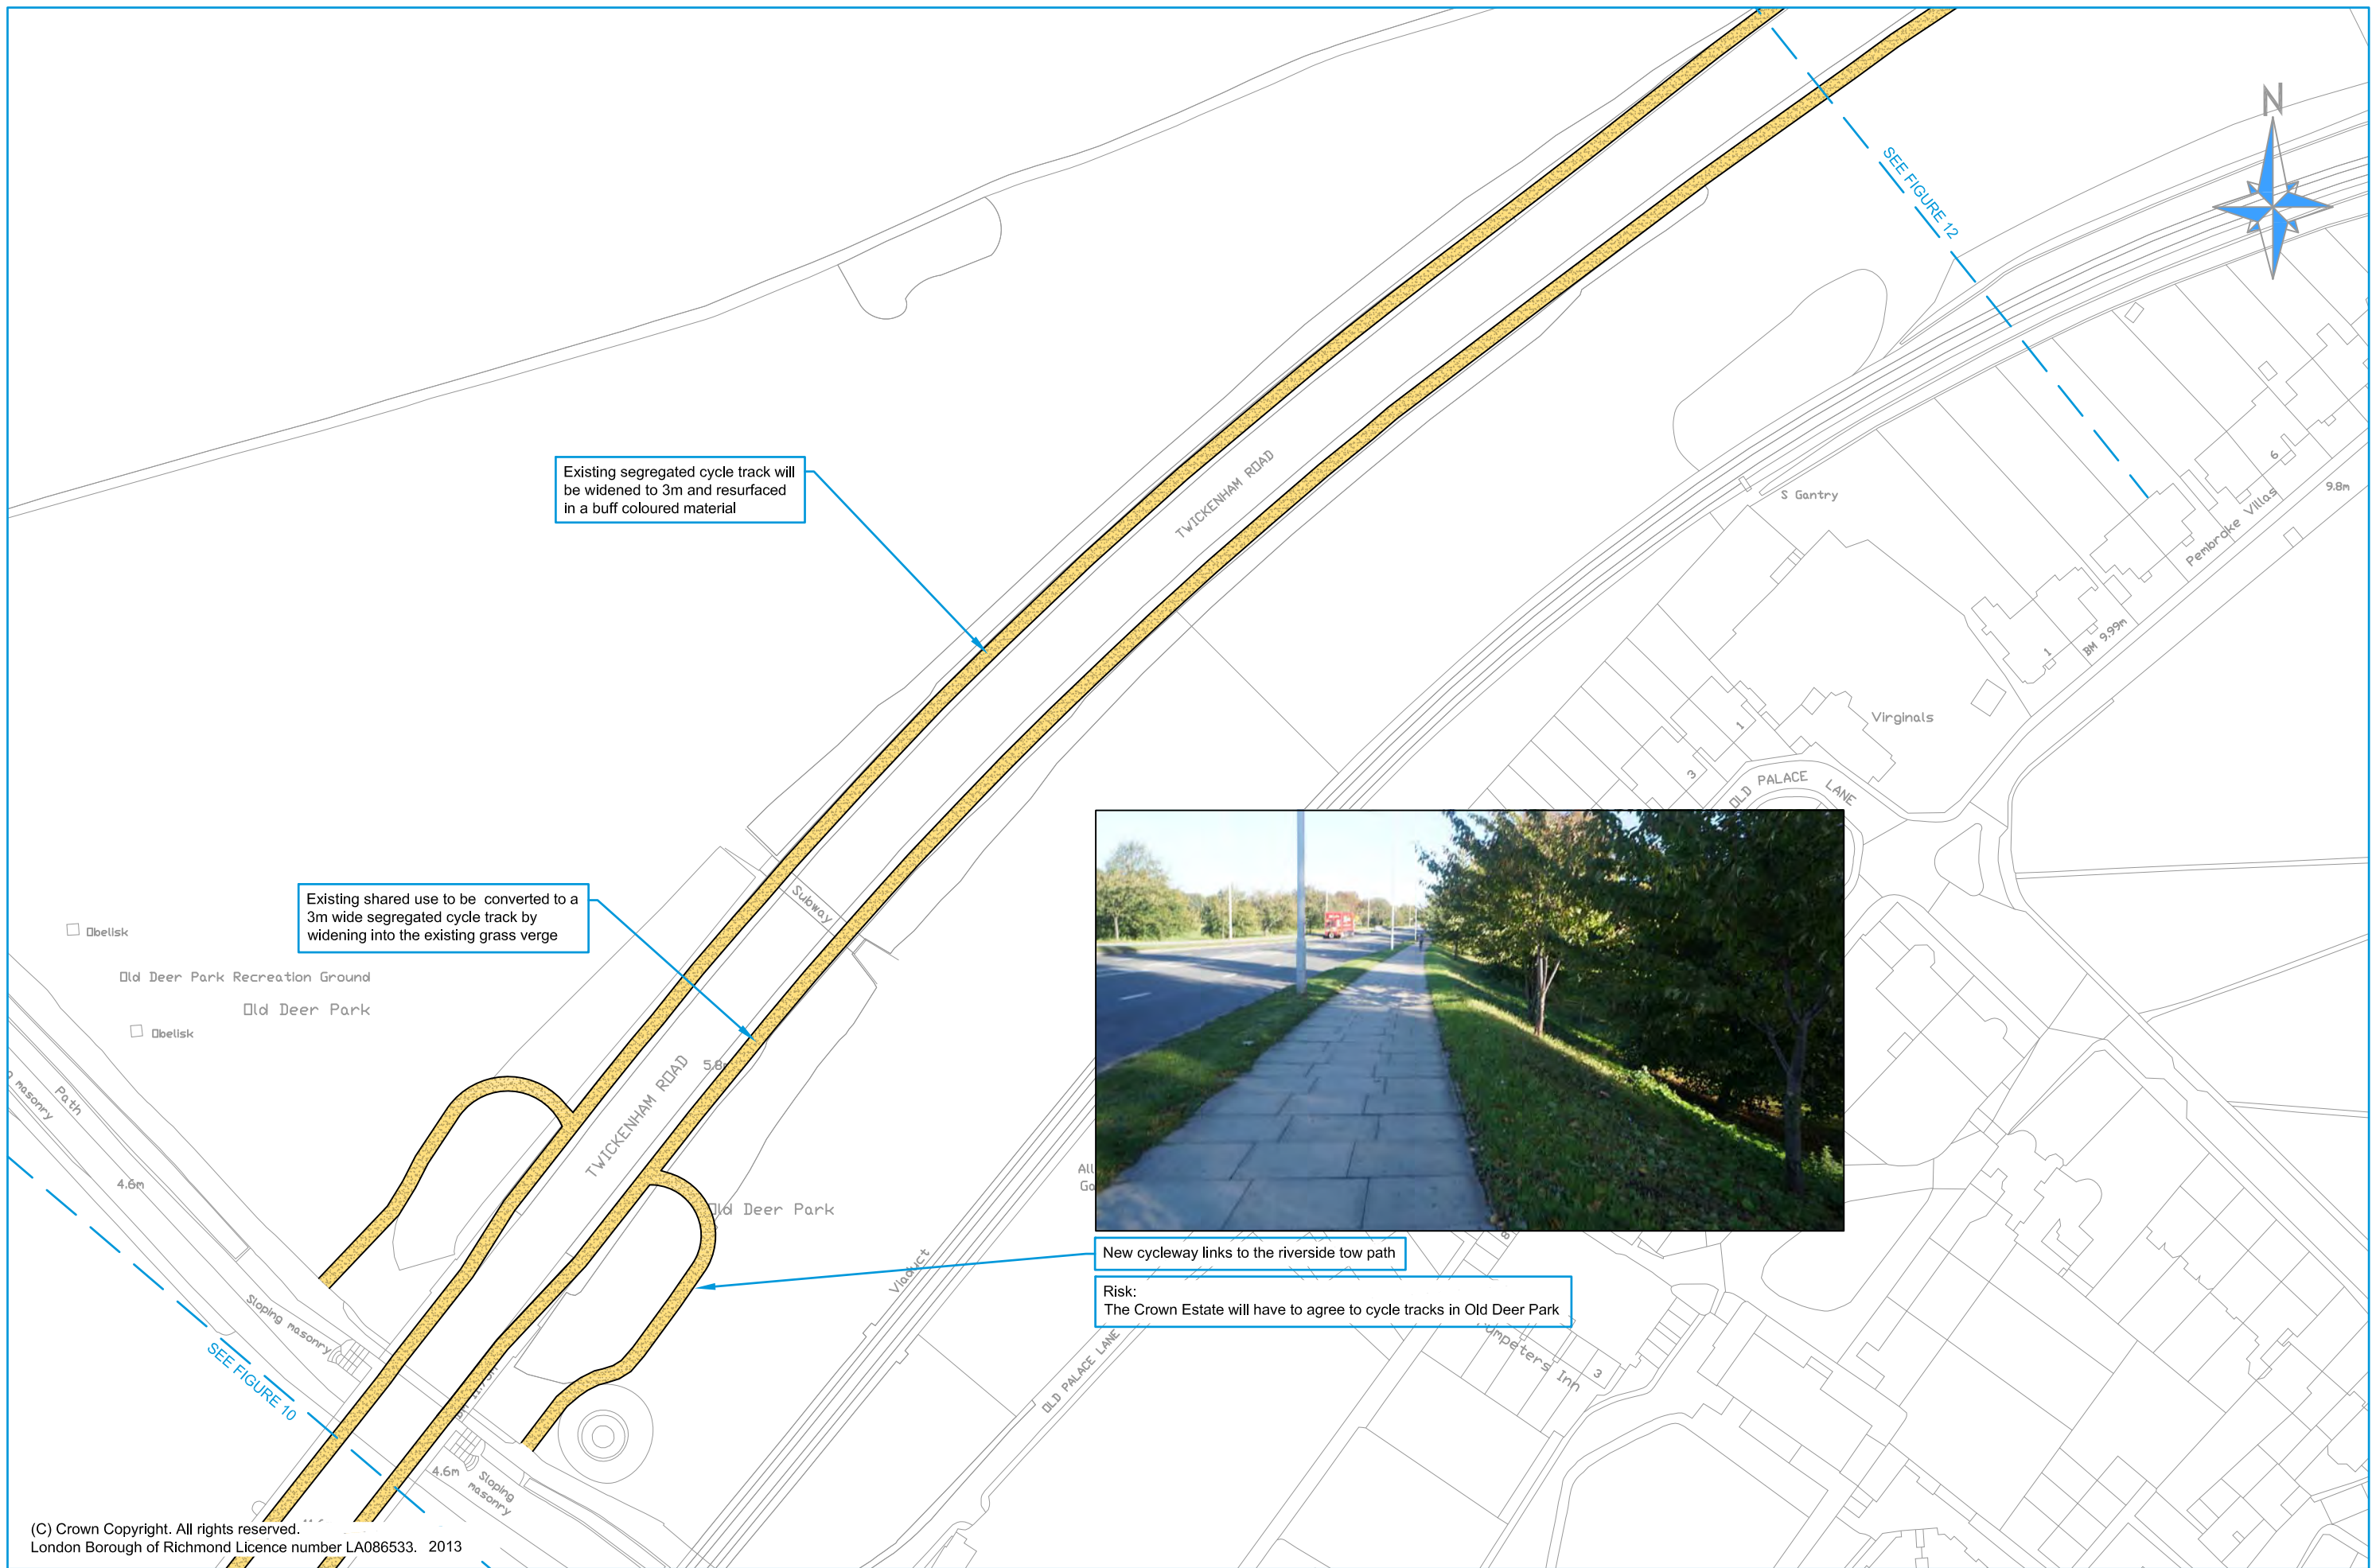 N
SEE FIGURE 12
Existing segregated cycle track will
be widened to 3m and resurfaced
in a buff coloured material
TWICKENHAM ROAD
S Gantry
6
9.8m
Pembroke Villas
BM 9.99m
1
Virginals
1
3
OLD PALACE LANE
Subway
Existing shared use to be converted to a
3m wide segregated cycle track by
widening into the existing grass verge
Obelisk
Old Deer Park Recreation Ground
Old Deer Park
Obelisk
Path
masonry
4.6m
5.8m
TWICKENHAM ROAD
Old Deer Park
Viaduct
8
New cycleway links to the riverside tow path
Risk:
The Crown Estate will have to agree to cycle tracks in Old Deer Park
Sloping masonry
SEE FIGURE 10
OLD PALACE LANE
Inn
3
4.6m
Sloping
masonry
(C) Crown Copyright. All rights reserved.
London Borough of Richmond Licence number LA086533. 2013